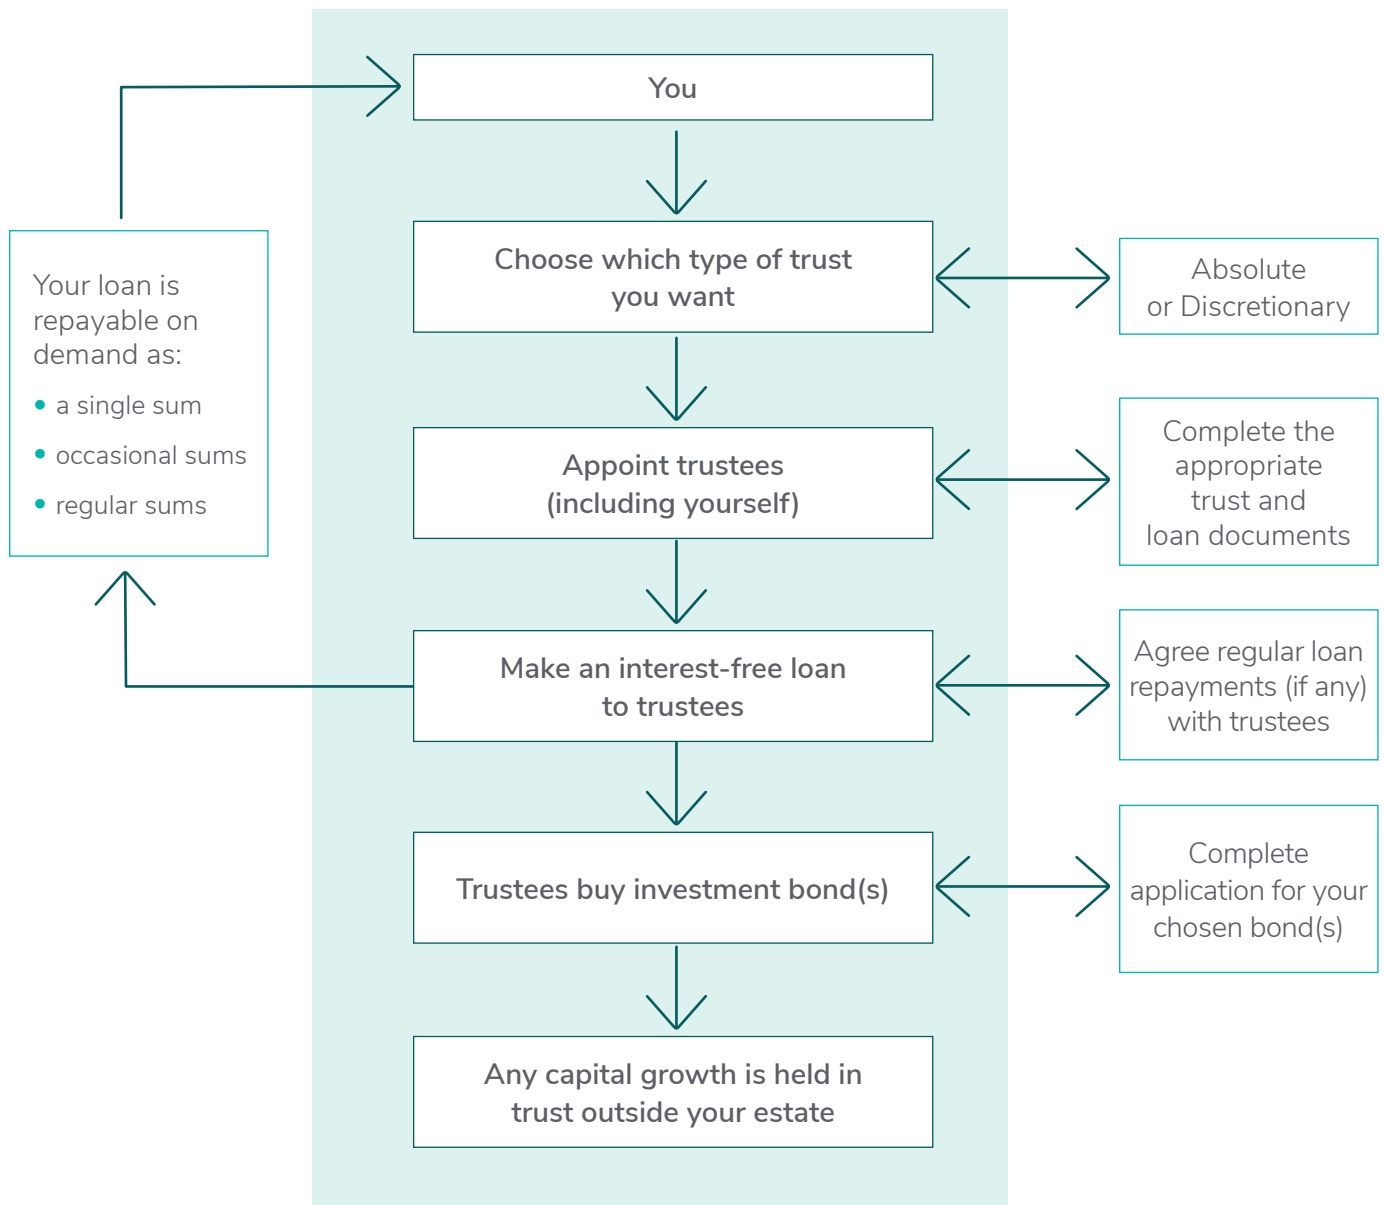 You
Choose which type of trust
you want
Absolute
or Discretionary
Your loan is
repayable on
demand as:
• a single sum
• occasional sums
• regular sums
Appoint trustees
(including yourself)
Complete the
appropriate
trust and
loan documents
Make an interest-free loan
to trustees
Agree regular loan
repayments (if any)
with trustees
Trustees buy investment bond(s)
Complete
application for your
chosen bond(s)
Any capital growth is held in
trust outside your estate